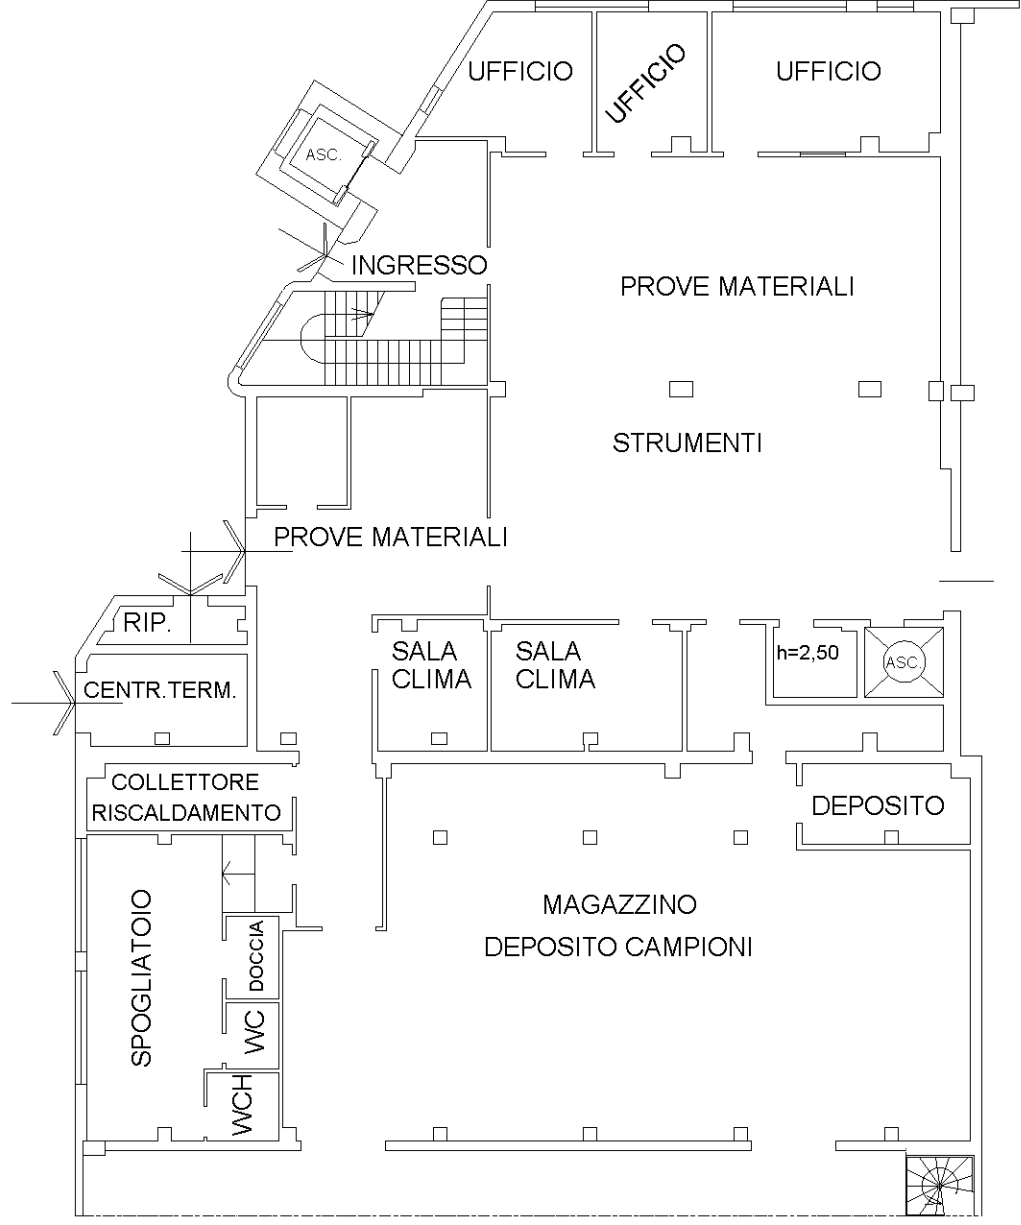 UFFICIO
UFFICIO
UFFICIO
ASC.
INGRESSO
PROVE MATERIALI
STRUMENTI
PROVE MATERIALI
RIP.
SALA
CLIMA
SALA
CLIMA
h=2,50
ASC.
CENTR.TERM.
COLLETTORE
RISCALDAMENTO
DEPOSITO
MAGAZZINO
DEPOSITO CAMPIONI
SPOGLIATOIO
DOCCIA
WC
WCH